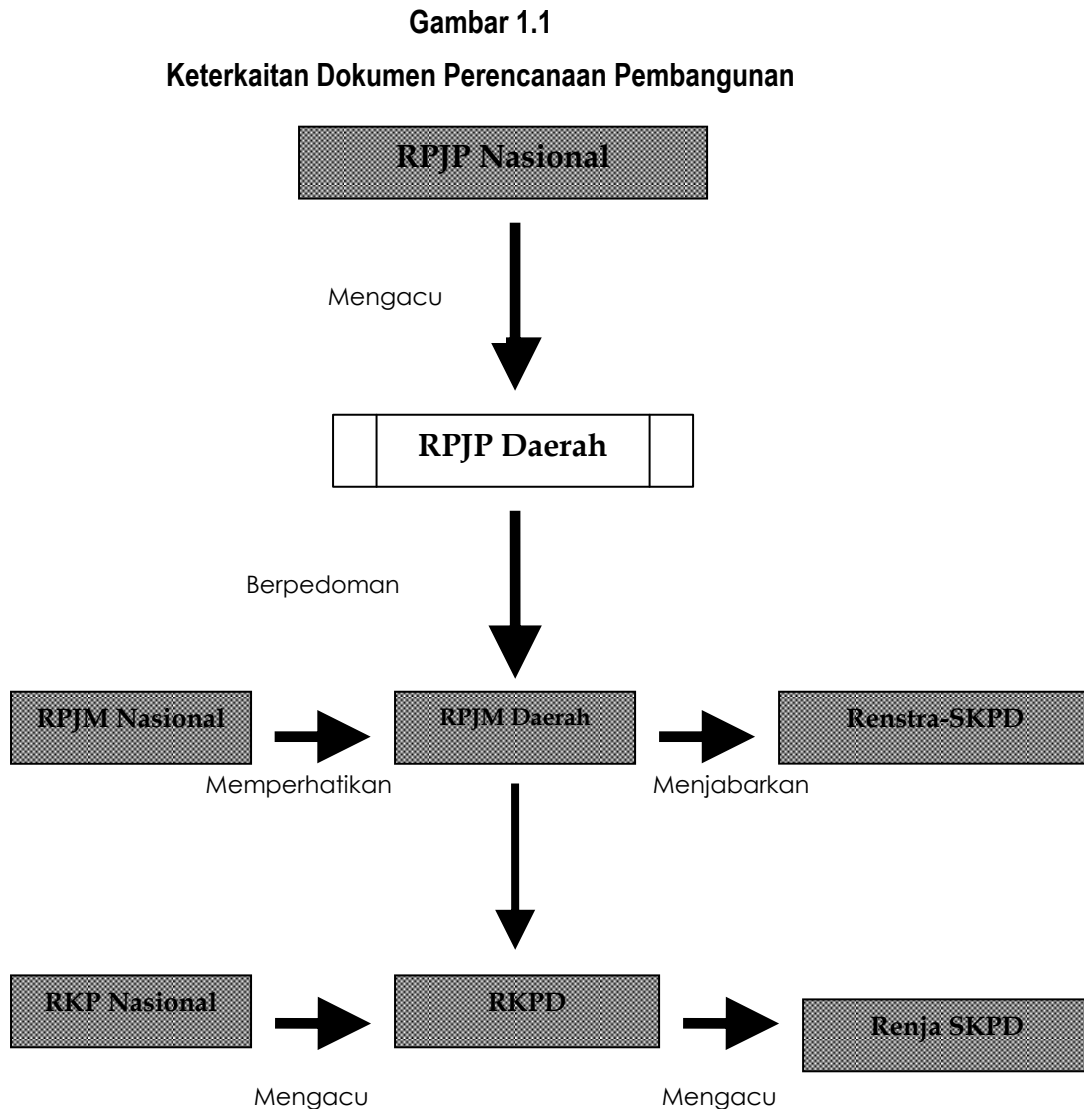 Gambar 1.1
Keterkaitan Dokumen Perencanaan Pembangunan
RPJP Nasional
Mengacu
RPJP Daerah
Berpedoman
RPJM Nasional
RPJM Daerah
Renstra-SKPD
Memperhatikan
Menjabarkan
RKP Nasional
RKPD
Renja SKPD
Mengacu
Mengacu